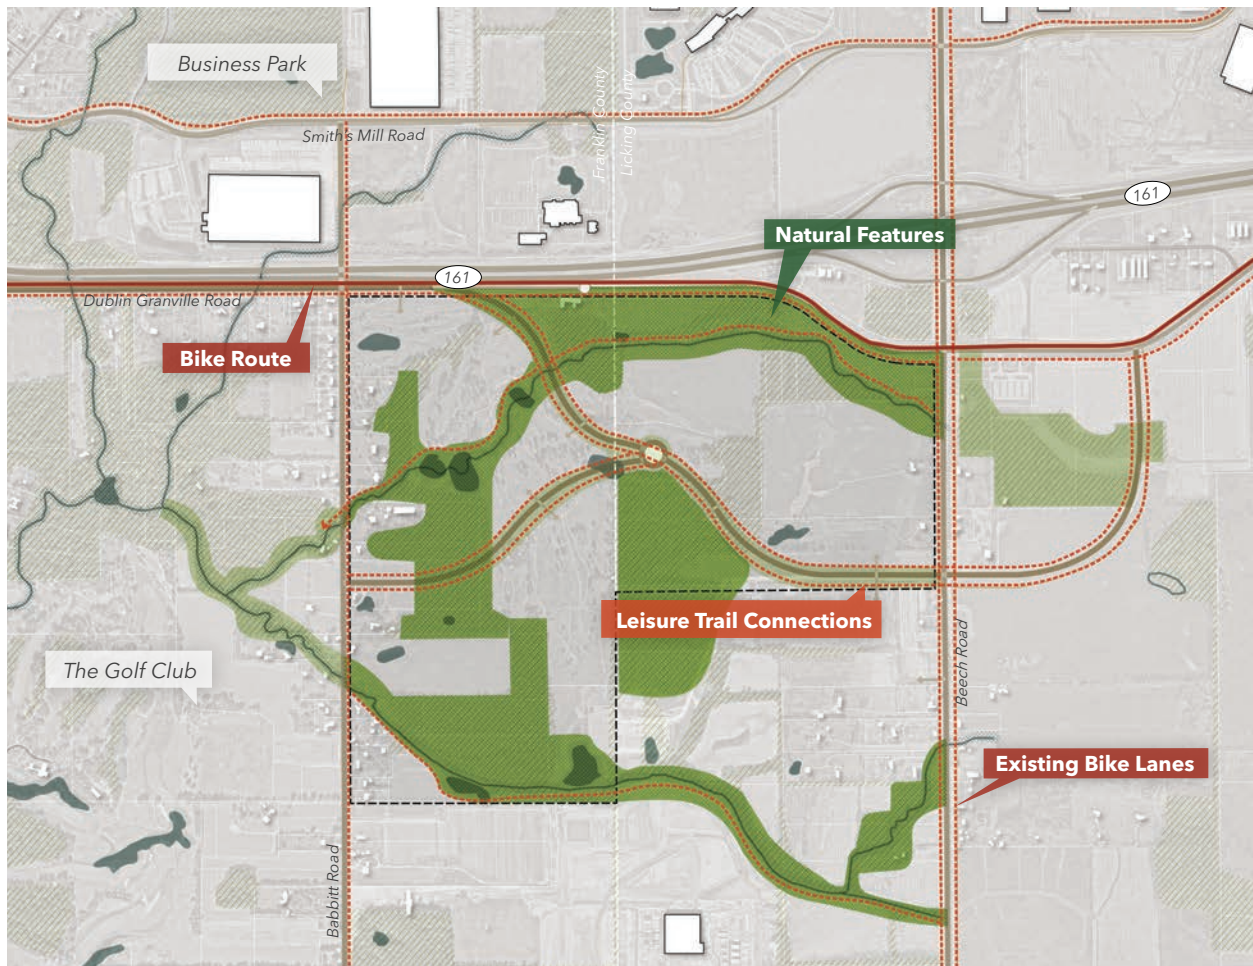 Business Park
Smith's Mill Road
Franklin County
Licking County
161
Natural Features
161
Dublin Granville Road
Bike Route
Leisure Trail Connections
The Golf Club
Beech Road
Existing Bike Lanes
Babbitt Road